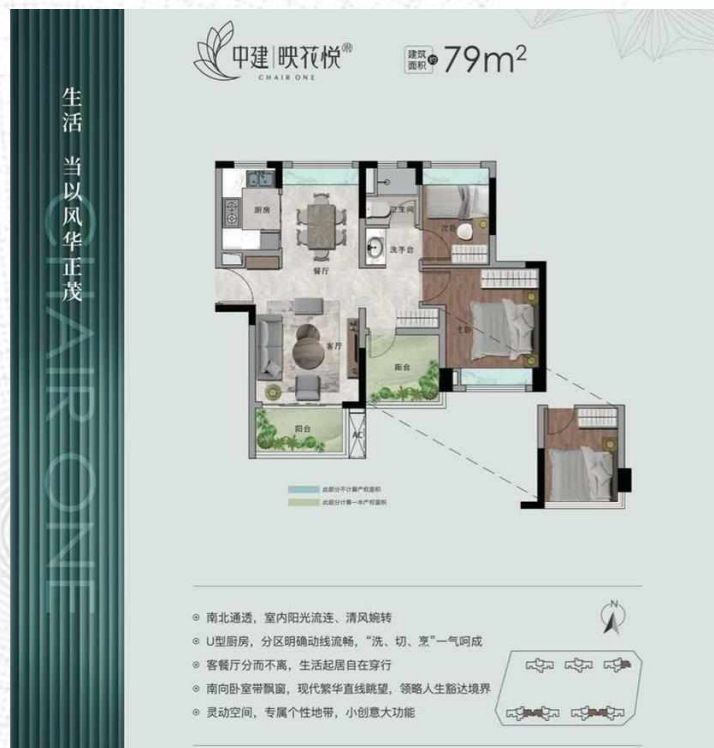 中建|映花悦
CHAIR ONE
建筑面积约79m²
生活 当以风华正茂
CHAIR ONE
厨房
卫生间
次卧
洗手台
餐厅
主卧
客厅
阳台
阳台
AC
此部分不计算产权面积
此部分计算一半产权面积
N
南北通透，室内阳光流连、清风婉转
U型厨房，分区明确动线流畅，“洗、切、烹”一气呵成
客餐厅分而不离，生活起居自在穿行
南向卧室带飘窗，现代繁华直线眺望，领略人生豁达境界
灵动空间，专属个性地带，小创意大功能